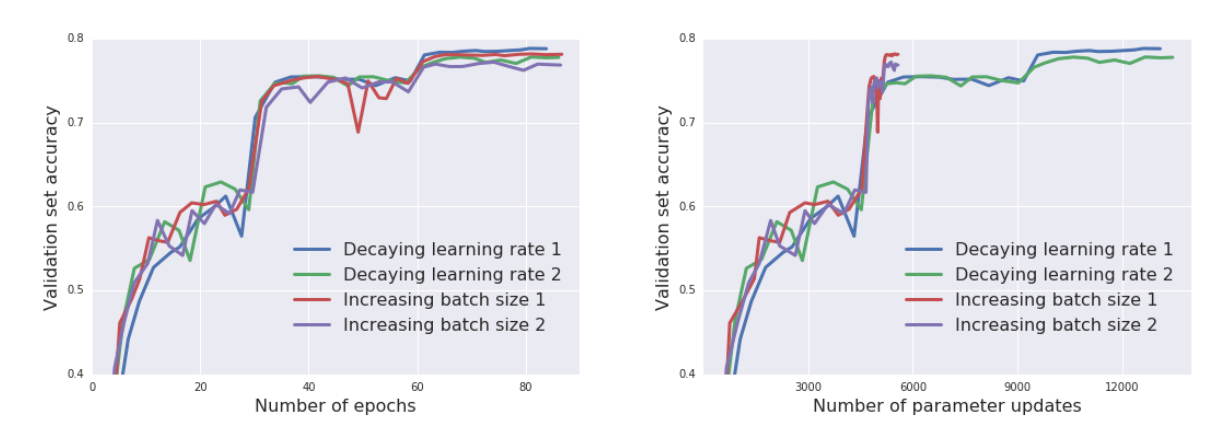 0.8
0.7
0.6
0.5
0.4
Validation set accuracy
0
20
40
60
80
Number of epochs
Decaying learning rate 1
Decaying learning rate 2
Increasing batch size 1
Increasing batch size 2
0.8
0.7
0.6
0.5
0.4
Validation set accuracy
3000
6000
9000
12000
Number of parameter updates
Decaying learning rate 1
Decaying learning rate 2
Increasing batch size 1
Increasing batch size 2